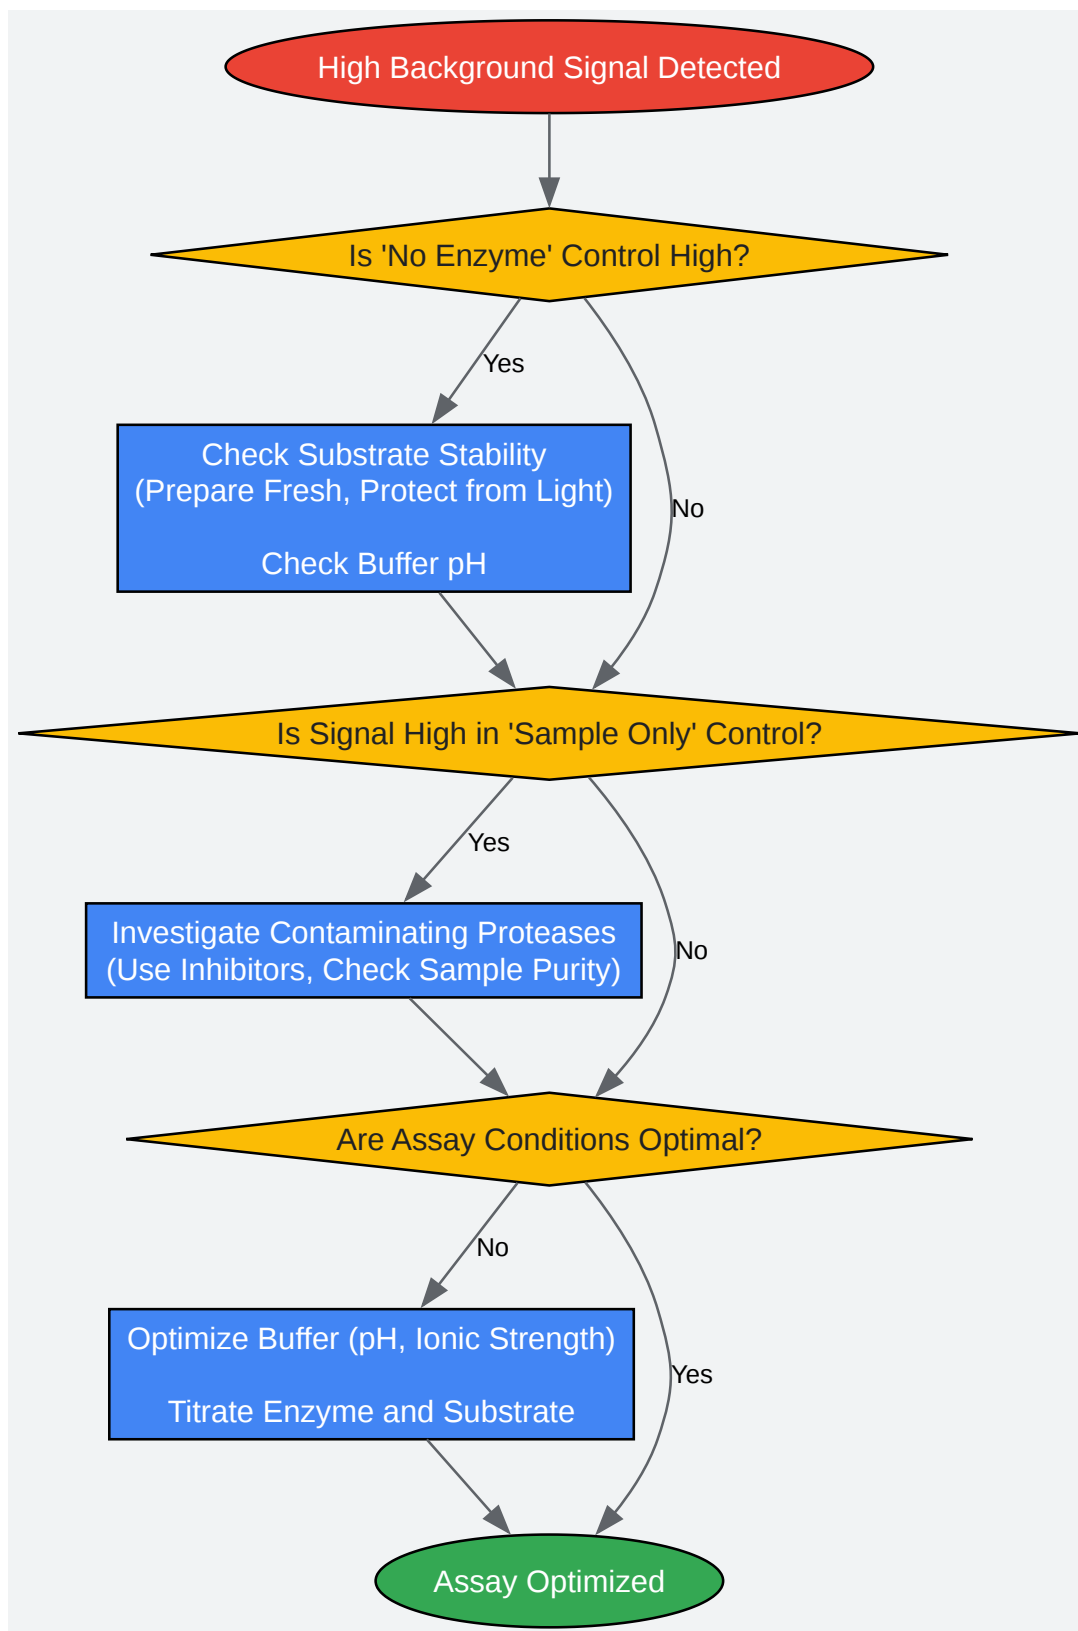 High Background Signal Detected
Is 'No Enzyme' Control High?
Yes
Check Substrate Stability
(Prepare Fresh, Protect from Light)
Check Buffer pH
No
Is Signal High in 'Sample Only' Control?
Yes
Investigate Contaminating Proteases
(Use Inhibitors, Check Sample Purity)
No
Are Assay Conditions Optimal?
No
Optimize Buffer (pH, Ionic Strength)
Titrate Enzyme and Substrate
Yes
Assay Optimized